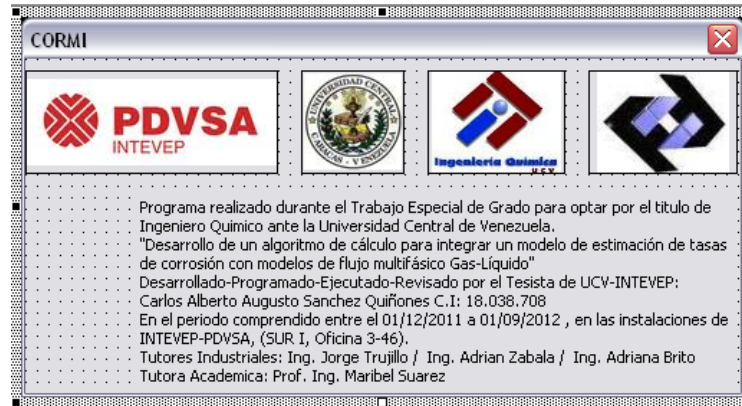 CORMI
PDVSA
INTEVEP
UNIVERSIDAD CENTRAL
CARACAS - VENEZUELA
Ingeniería Química
U.C.V
Programa realizado durante el Trabajo Especial de Grado para optar por el titulo de
Ingeniero Quimico ante la Universidad Central de Venezuela.
"Desarrollo de un algoritmo de cálculo para integrar un modelo de estimación de tasas
de corrosión con modelos de flujo multifásico Gas-Líquido"
Desarrollado-Programado-Ejecutado-Revisado por el Tesista de UCV-INTEVEP:
Carlos Alberto Augusto Sanchez Quiñones C.I: 18.038.708
En el periodo comprendido entre el 01/12/2011 a 01/09/2012 , en las instalaciones de
INTEVEP-PDVSA, (SUR I, Oficina 3-46).
Tutores Industriales: Ing. Jorge Trujillo / Ing. Adrian Zabala / Ing. Adriana Brito
Tutora Academica: Prof. Ing. Maribel Suarez